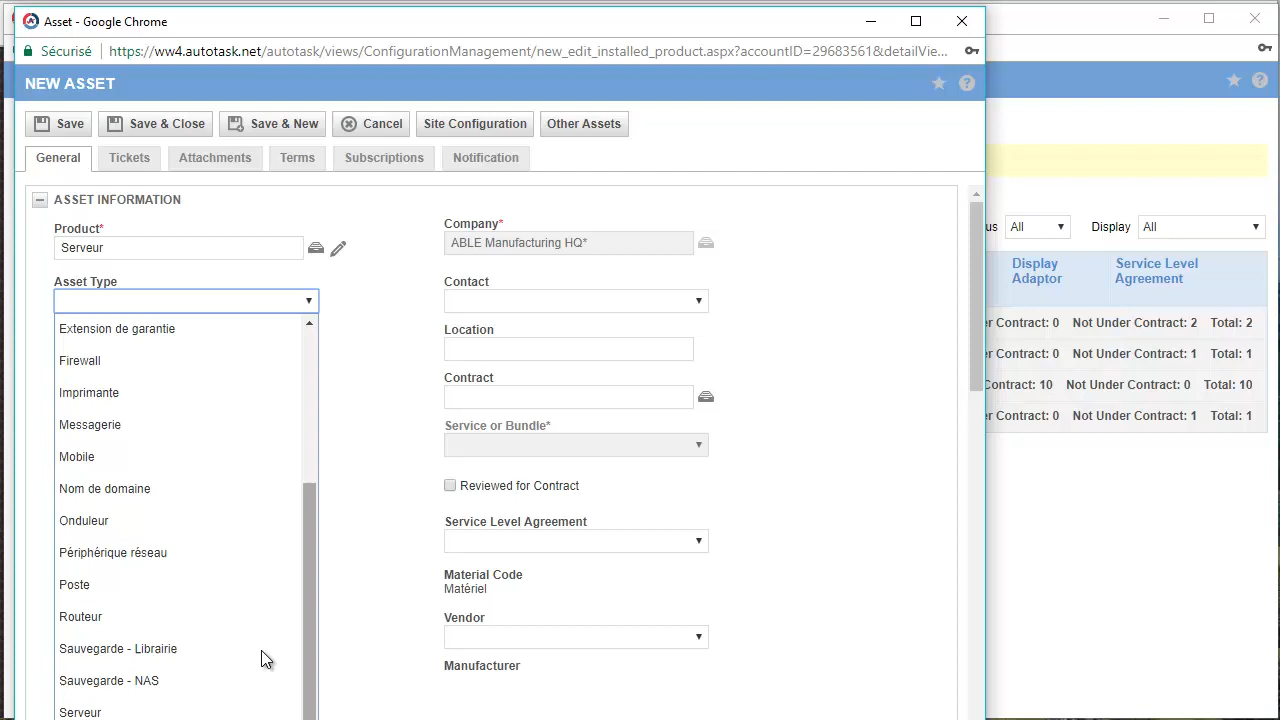 Asset - Google Chrome
Sécurisé https://ww4.autotask.net/autotask/views/ConfigurationManagement/new_edit_installed_product.aspx?accountID=29683561&detailVie...
NEW ASSET
Save
Save & Close
Save & New
Cancel
Site Configuration
Other Assets
General
Tickets
Attachments
Terms
Subscriptions
Notification
ASSET INFORMATION
Product*
Serveur
Asset Type
Extension de garantie
Firewall
Imprimante
Messagerie
Mobile
Nom de domaine
Onduleur
Périphérique réseau
Poste
Routeur
Sauvegarde - Librairie
Sauvegarde - NAS
Serveur
Company*
ABLE Manufacturing HQ*
Contact
Location
Contract
Service or Bundle*
Reviewed for Contract
Service Level Agreement
Material Code
Matériel
Vendor
Manufacturer
us All Display All
Display
Adaptor
Service Level
Agreement
r Contract: 0 Not Under Contract: 2 Total: 2
er Contract: 0 Not Under Contract: 1 Total: 1
Contract: 10 Not Under Contract: 0 Total: 10
er Contract: 0 Not Under Contract: 1 Total: 1